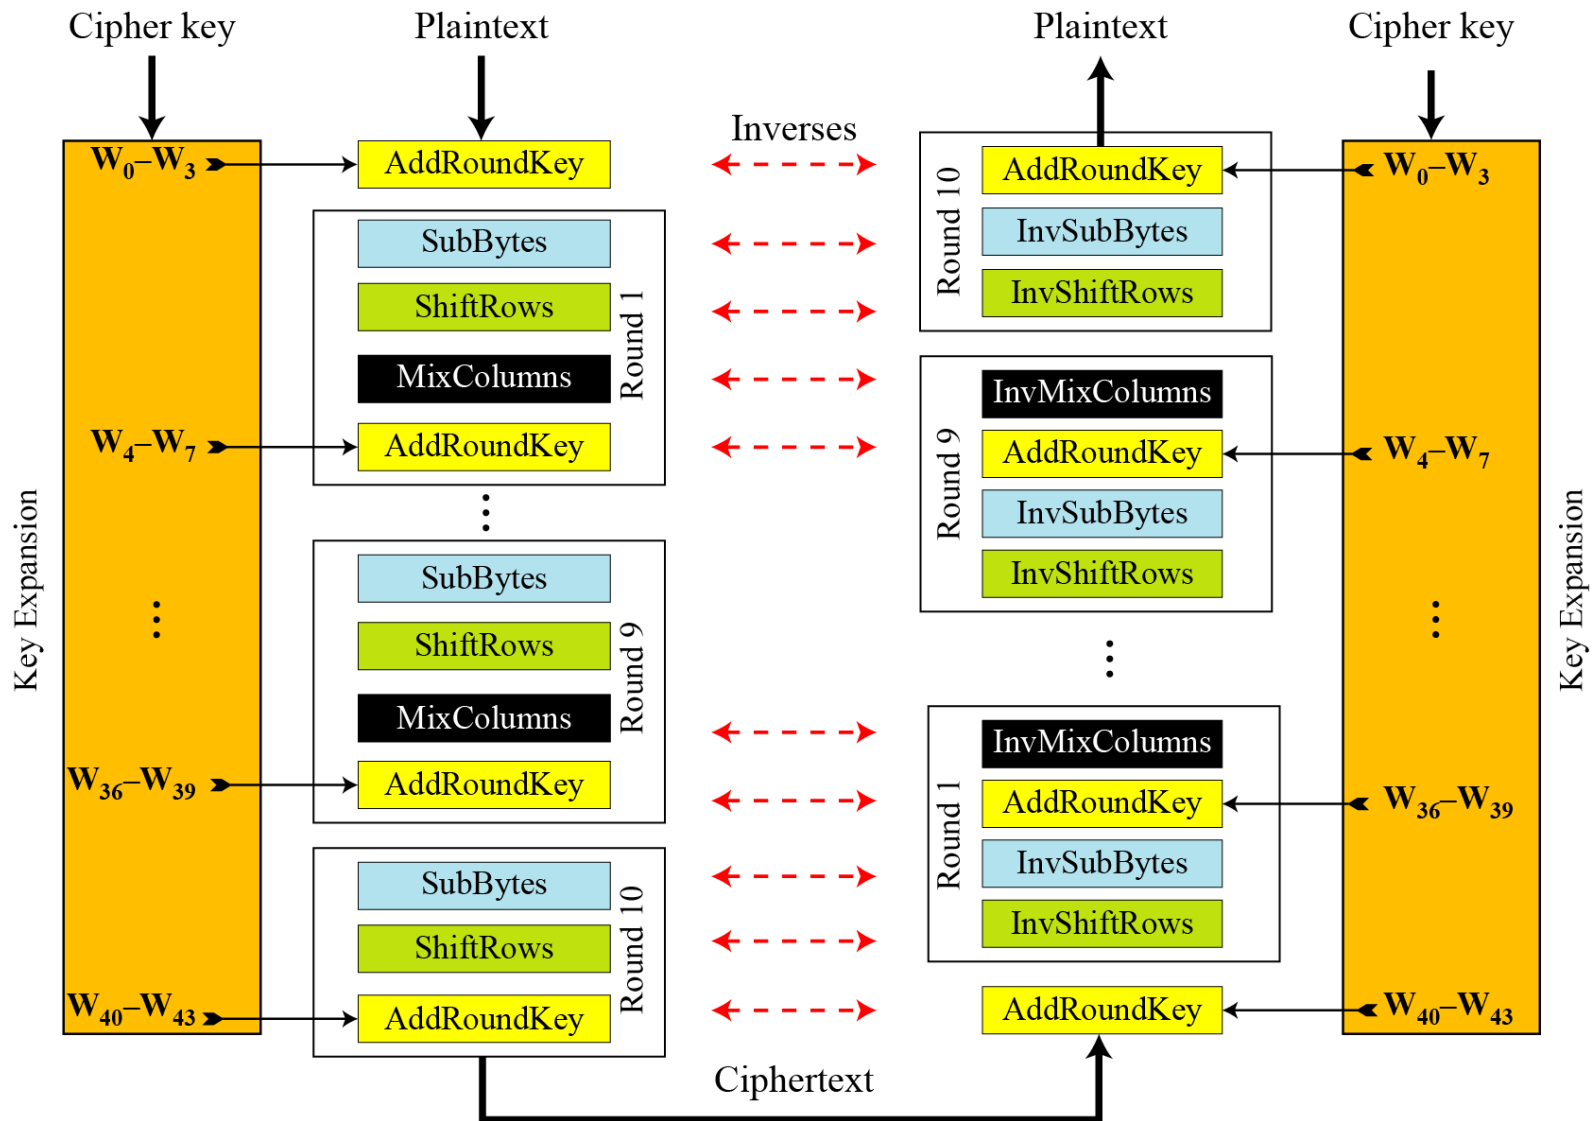 Cipher key
Plaintext
Plaintext
Cipher key
Inverses
W0–W3
AddRoundKey
AddRoundKey
W0–W3
Round 10
SubBytes
InvSubBytes
ShiftRows
InvShiftRows
Round 1
MixColumns
InvMixColumns
W4–W7
AddRoundKey
AddRoundKey
W4–W7
Round 9
InvSubBytes
InvShiftRows
Key Expansion
Key Expansion
⋮
SubBytes
⋮
⋮
ShiftRows
Round 9
⋮
MixColumns
InvMixColumns
W36–W39
AddRoundKey
AddRoundKey
W36–W39
Round 1
SubBytes
InvSubBytes
ShiftRows
InvShiftRows
Round 10
W40–W43
AddRoundKey
AddRoundKey
W40–W43
Ciphertext